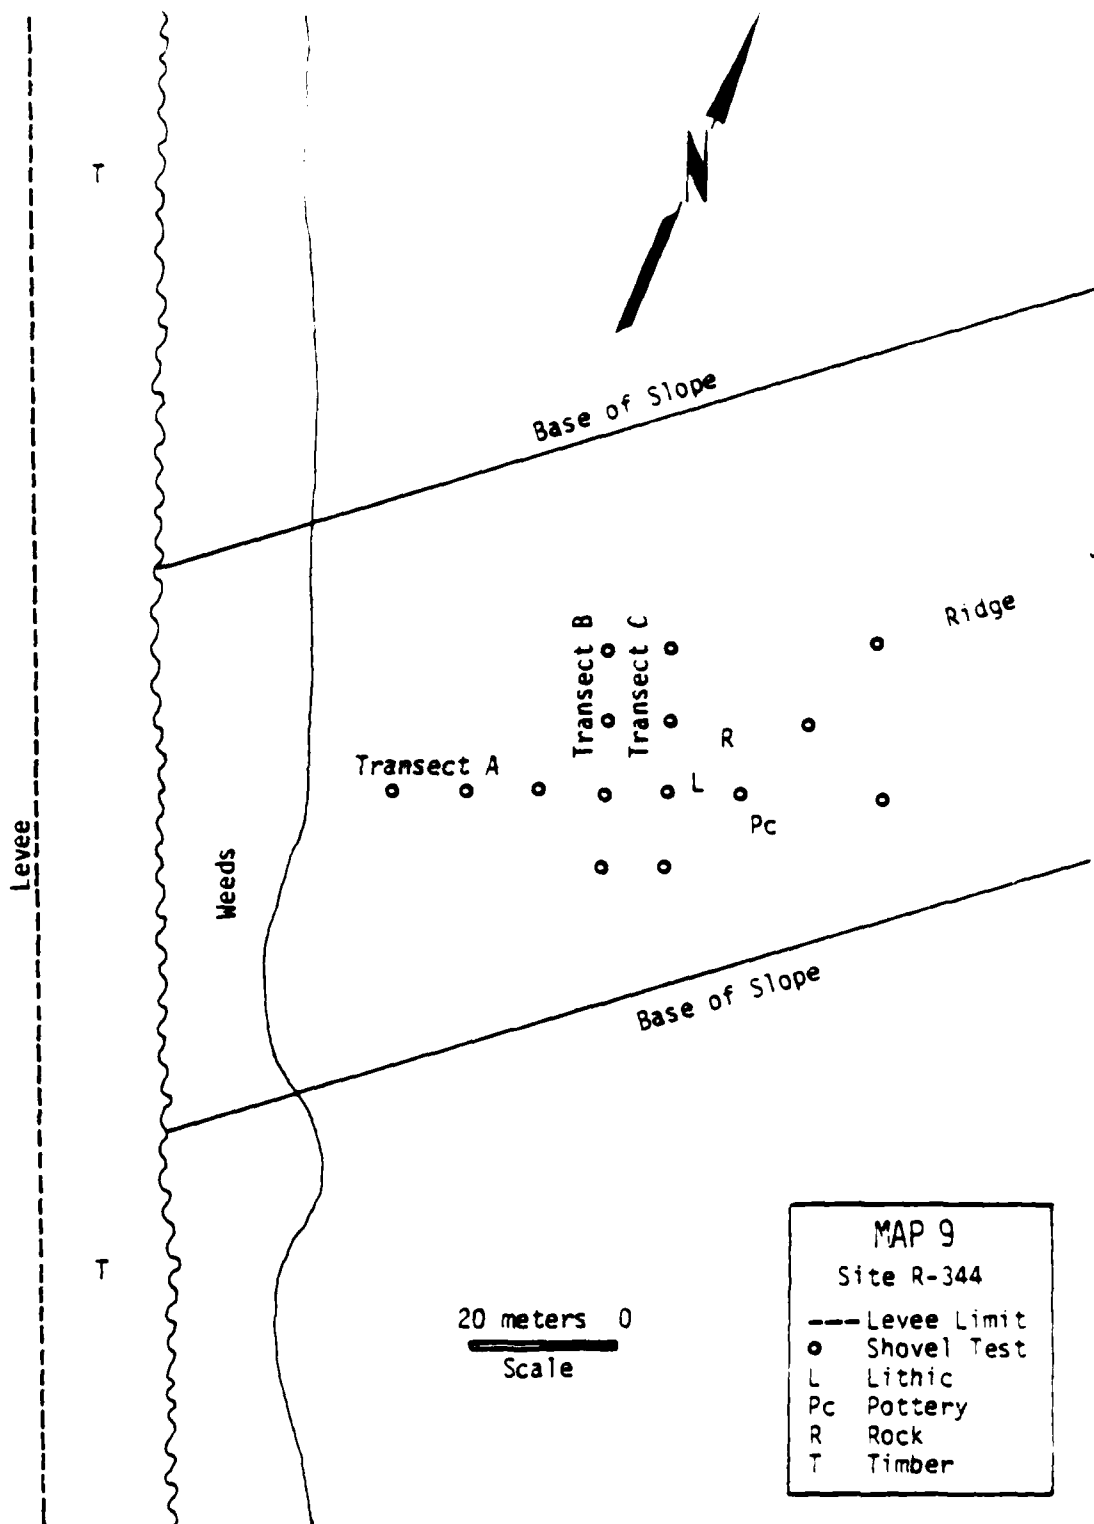 T
N
Base of Slope
Ridge
Transect B
Transect C
R
Transect A
L
Pc
Levee
Weeds
Base of Slope
T
20 meters 0
Scale
MAP 9
Site R-344
--- Levee Limit
Shovel Test
L Lithic
Pc Pottery
R Rock
T Timber